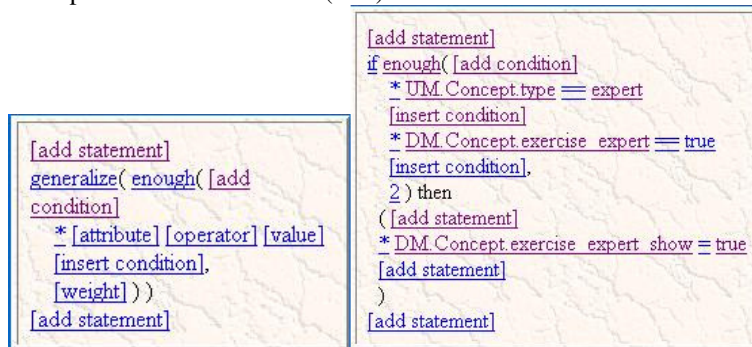 [add statement]
generalize( enough( [add
condition]
* [attribute] [operator] [value]
[insert condition],
[weight] ) )
[add statement]
[add statement]
if enough( [add condition]
* UM.Concept.type == expert
[insert condition]
* DM.Concept.exercise_expert == true
[insert condition],
2 ) then
( [add statement]
* DM.Concept.exercise_expert_show = true
[add statement]
)
[add statement]